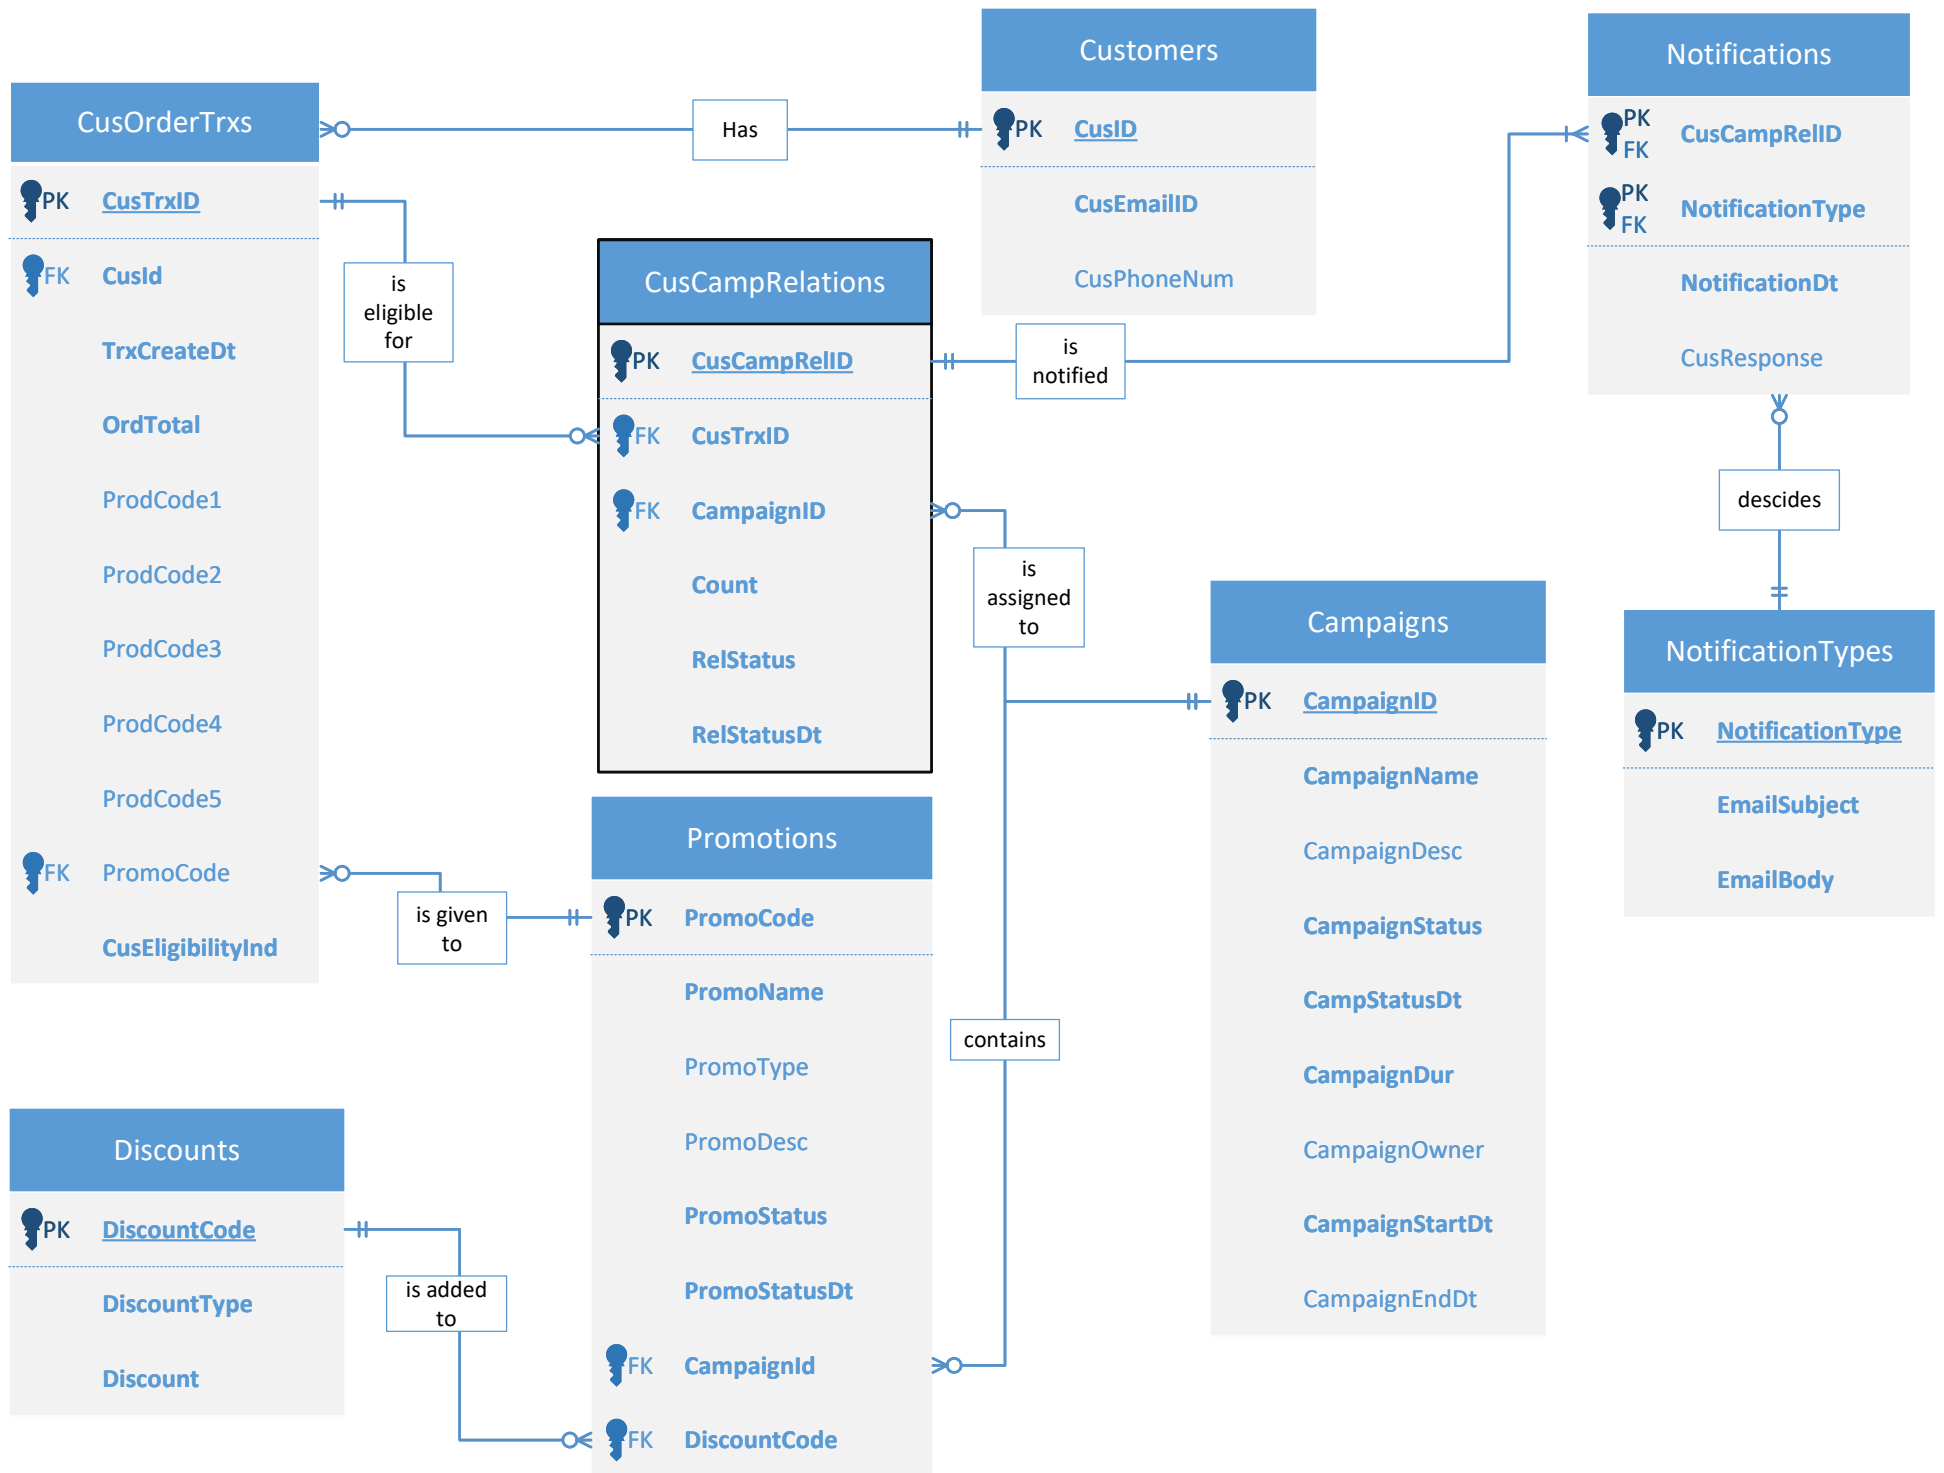 CusOrderTrxs
PK CusTrxID
FK CusId
TrxCreateDt
OrdTotal
ProdCode1
ProdCode2
ProdCode3
ProdCode4
ProdCode5
FK PromoCode
CusEligibilityInd
Has
Customers
PK CusID
CusEmailID
CusPhoneNum
Notifications
PK
FK
CusCampRelID
PK
FK
NotificationType
NotificationDt
CusResponse
is
eligible
for
CusCampRelations
PK CusCampRelID
FK CusTrxID
FK CampaignID
Count
RelStatus
RelStatusDt
is
notified
descides
is
assigned
to
Campaigns
PK CampaignID
CampaignName
CampaignDesc
CampaignStatus
CampStatusDt
CampaignDur
CampaignOwner
CampaignStartDt
CampaignEndDt
NotificationTypes
PK NotificationType
EmailSubject
EmailBody
is given
to
Promotions
PK PromoCode
PromoName
PromoType
PromoDesc
PromoStatus
PromoStatusDt
FK CampaignId
FK DiscountCode
contains
Discounts
PK DiscountCode
DiscountType
Discount
is added
to